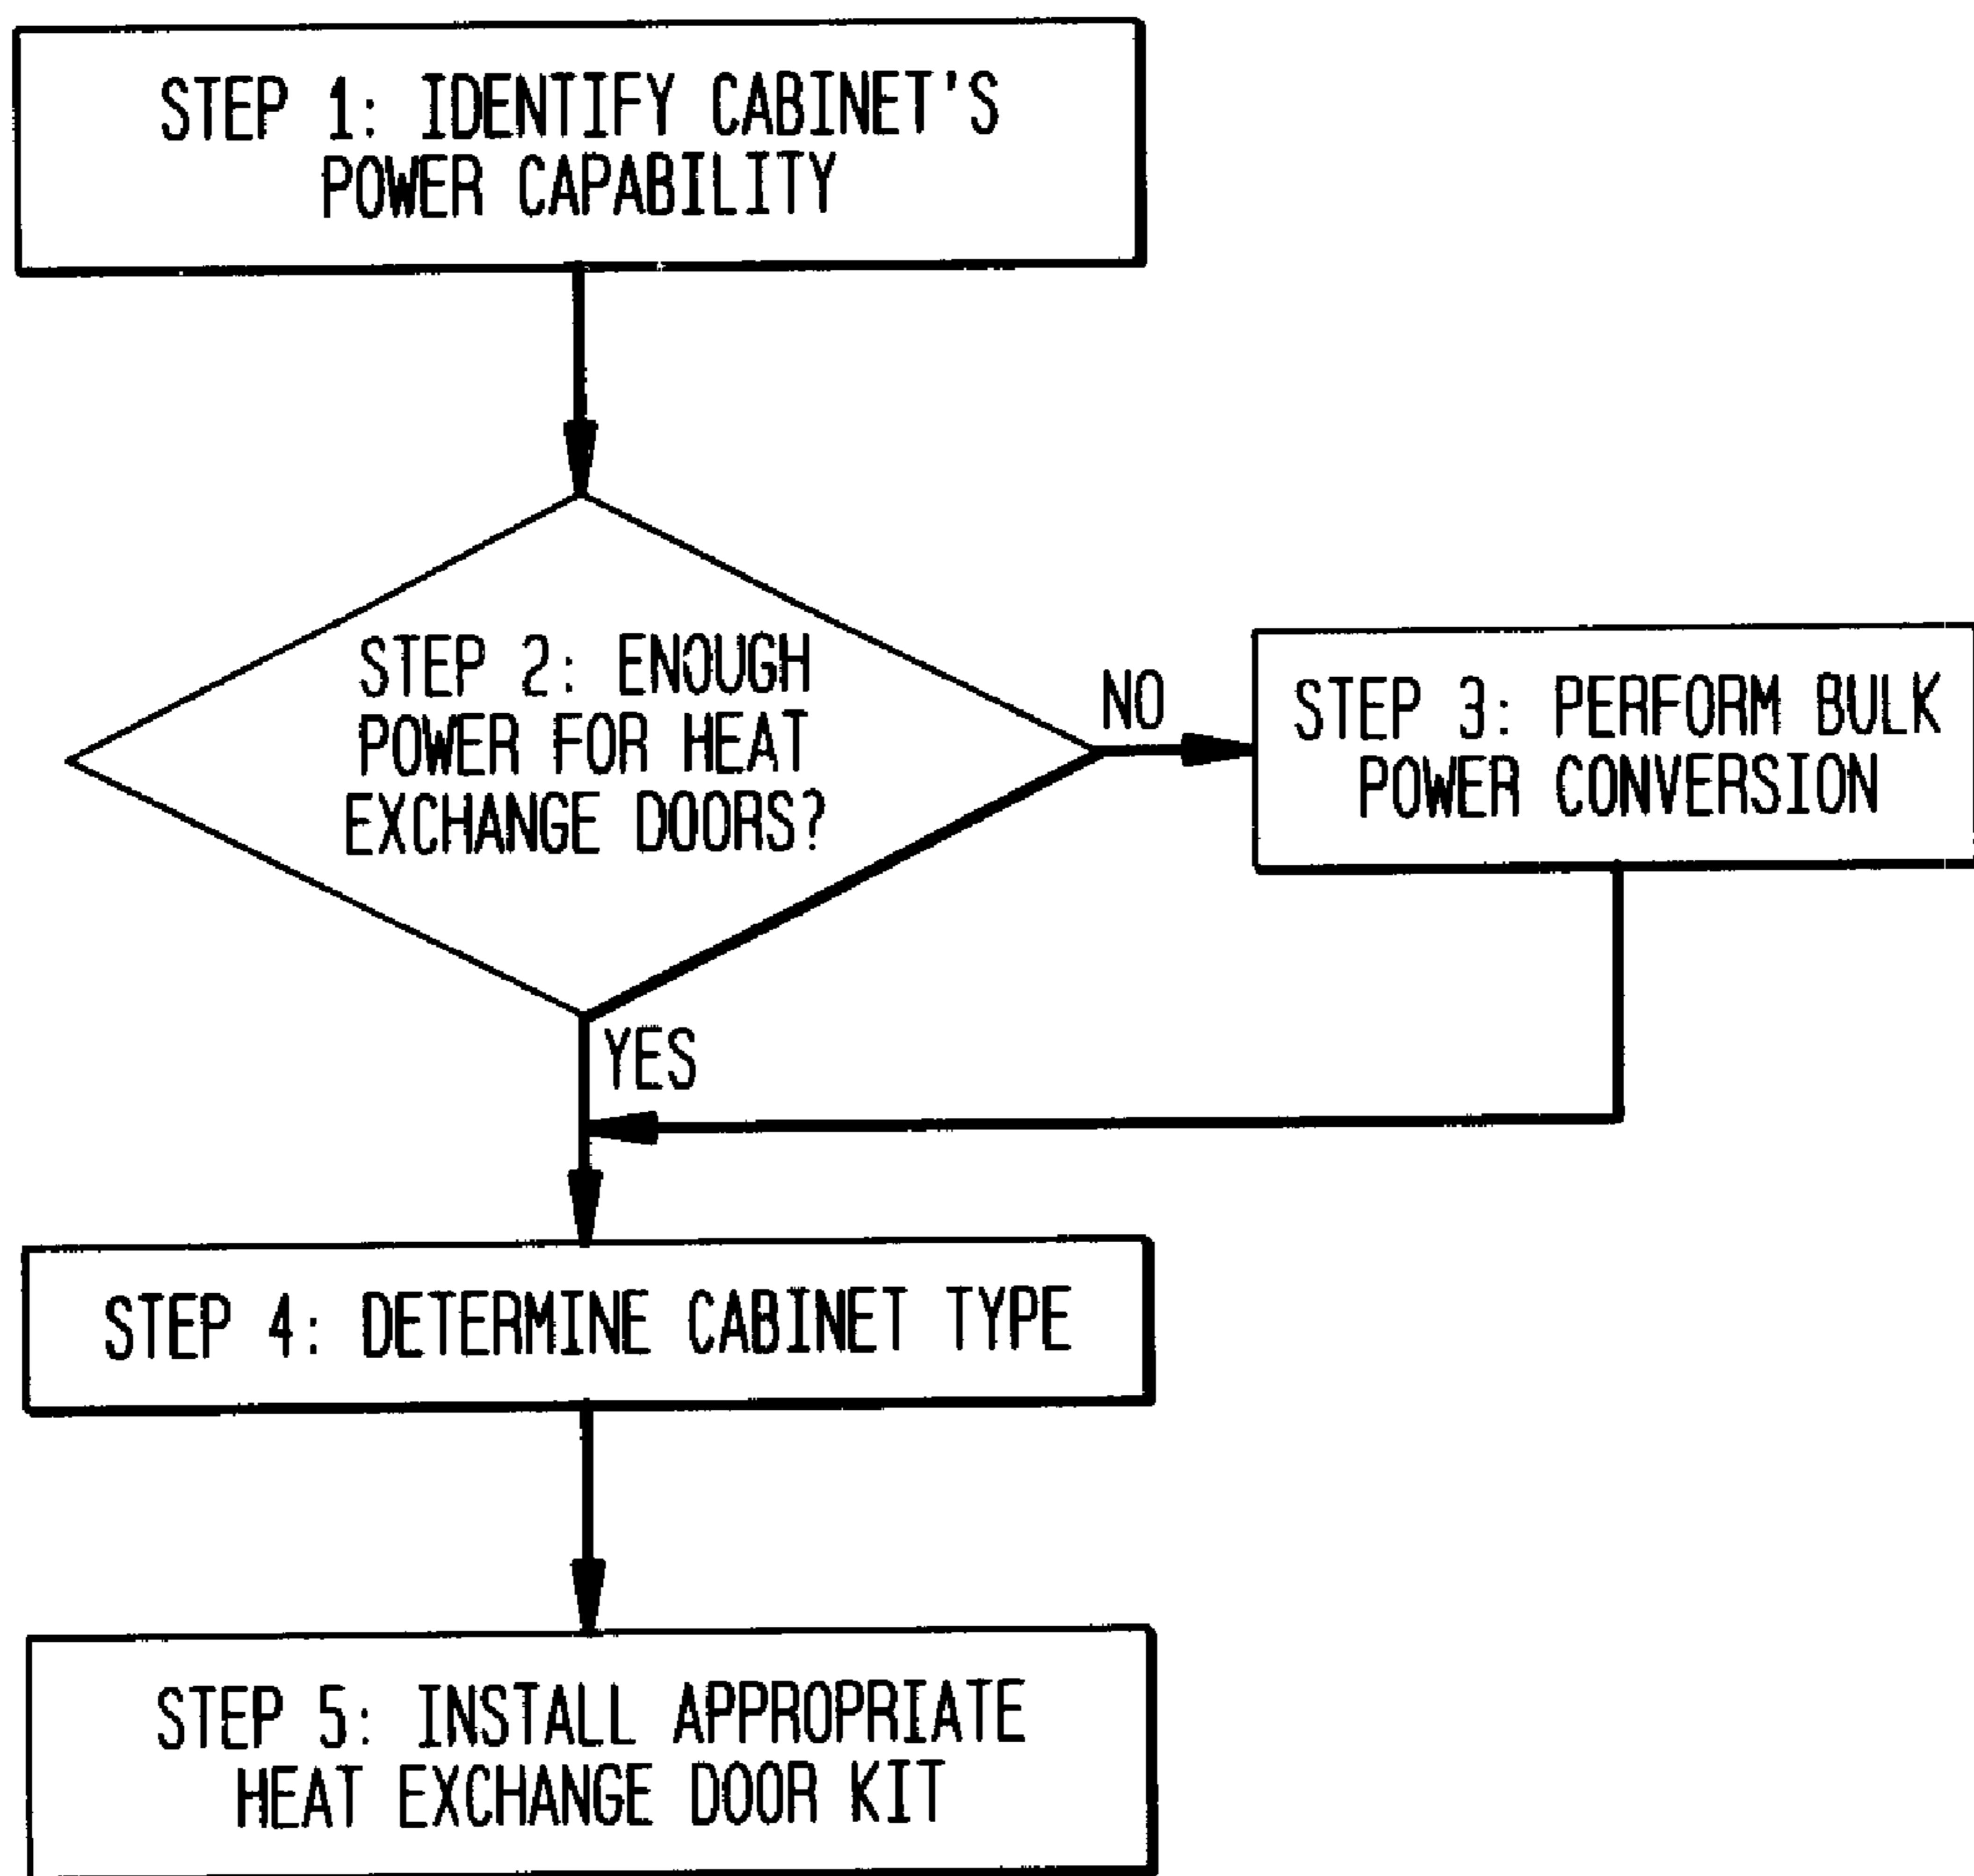 STEP 1: IDENTIFY CABINET'S
POWER CAPABILITY
STEP 2: ENOUGH
POWER FOR HEAT
EXCHANGE DOORS?
NO
STEP 3: PERFORM BULK
POWER CONVERSION
YES
STEP 4: DETERMINE CABINET TYPE
STEP 5: INSTALL APPROPRIATE
HEAT EXCHANGE DOOR KIT